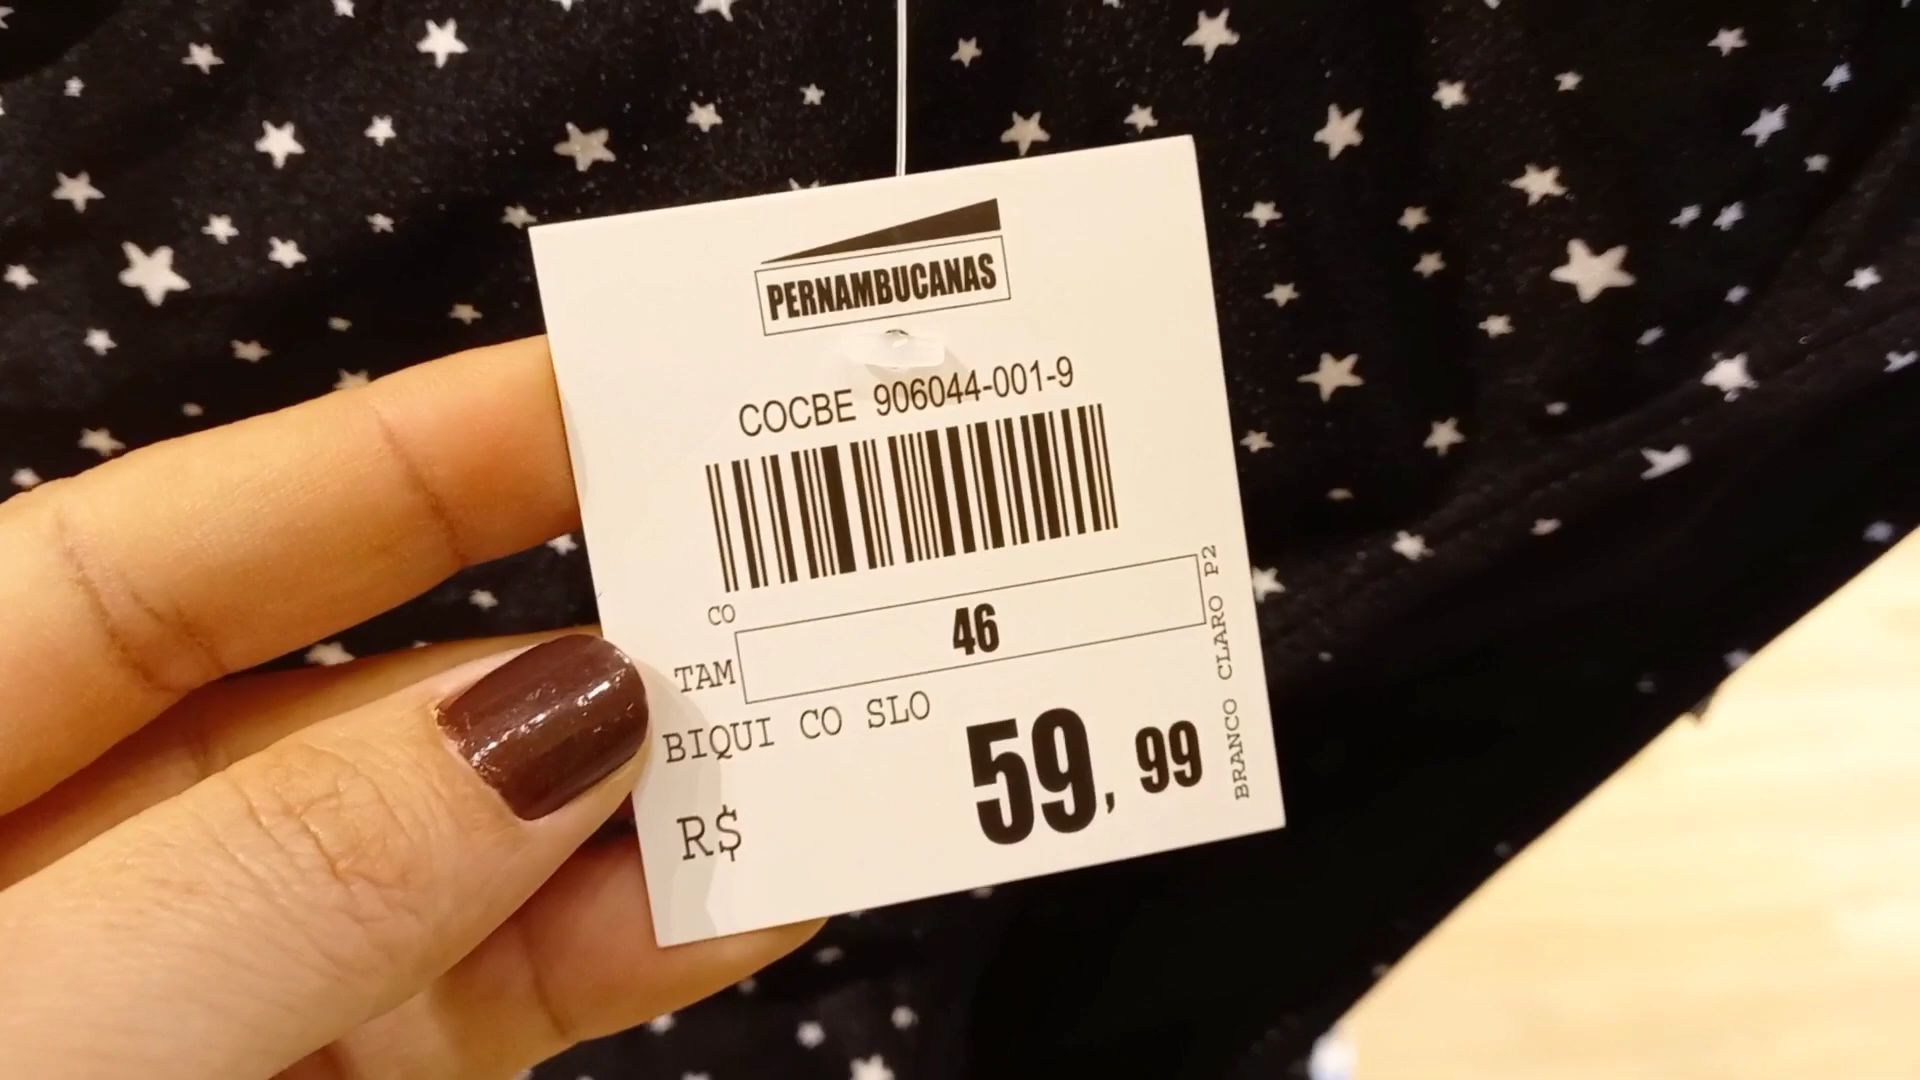 PERNAMBUCANAS
COCBE 906044-001-9
CO
TAM 46
BIQUI CO SLO
R$ 59,99
BRANCO CLARO P2